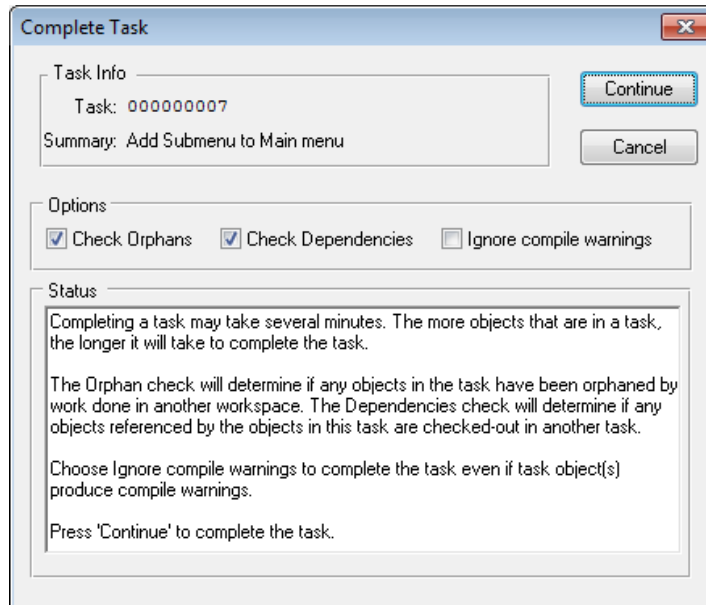 Complete Task
Task Info
Task: 000000007
Summary: Add Submenu to Main menu
Continue
Cancel
Options
Check Orphans Check Dependencies Ignore compile warnings
Status
Completing a task may take several minutes. The more objects that are in a task,
the longer it will take to complete the task.
The Orphan check will determine if any objects in the task have been orphaned by
work done in another workspace. The Dependencies check will determine if any
objects referenced by the objects in this task are checked-out in another task.
Choose Ignore compile warnings to complete the task even if task object(s)
produce compile warnings.
Press 'Continue' to complete the task.